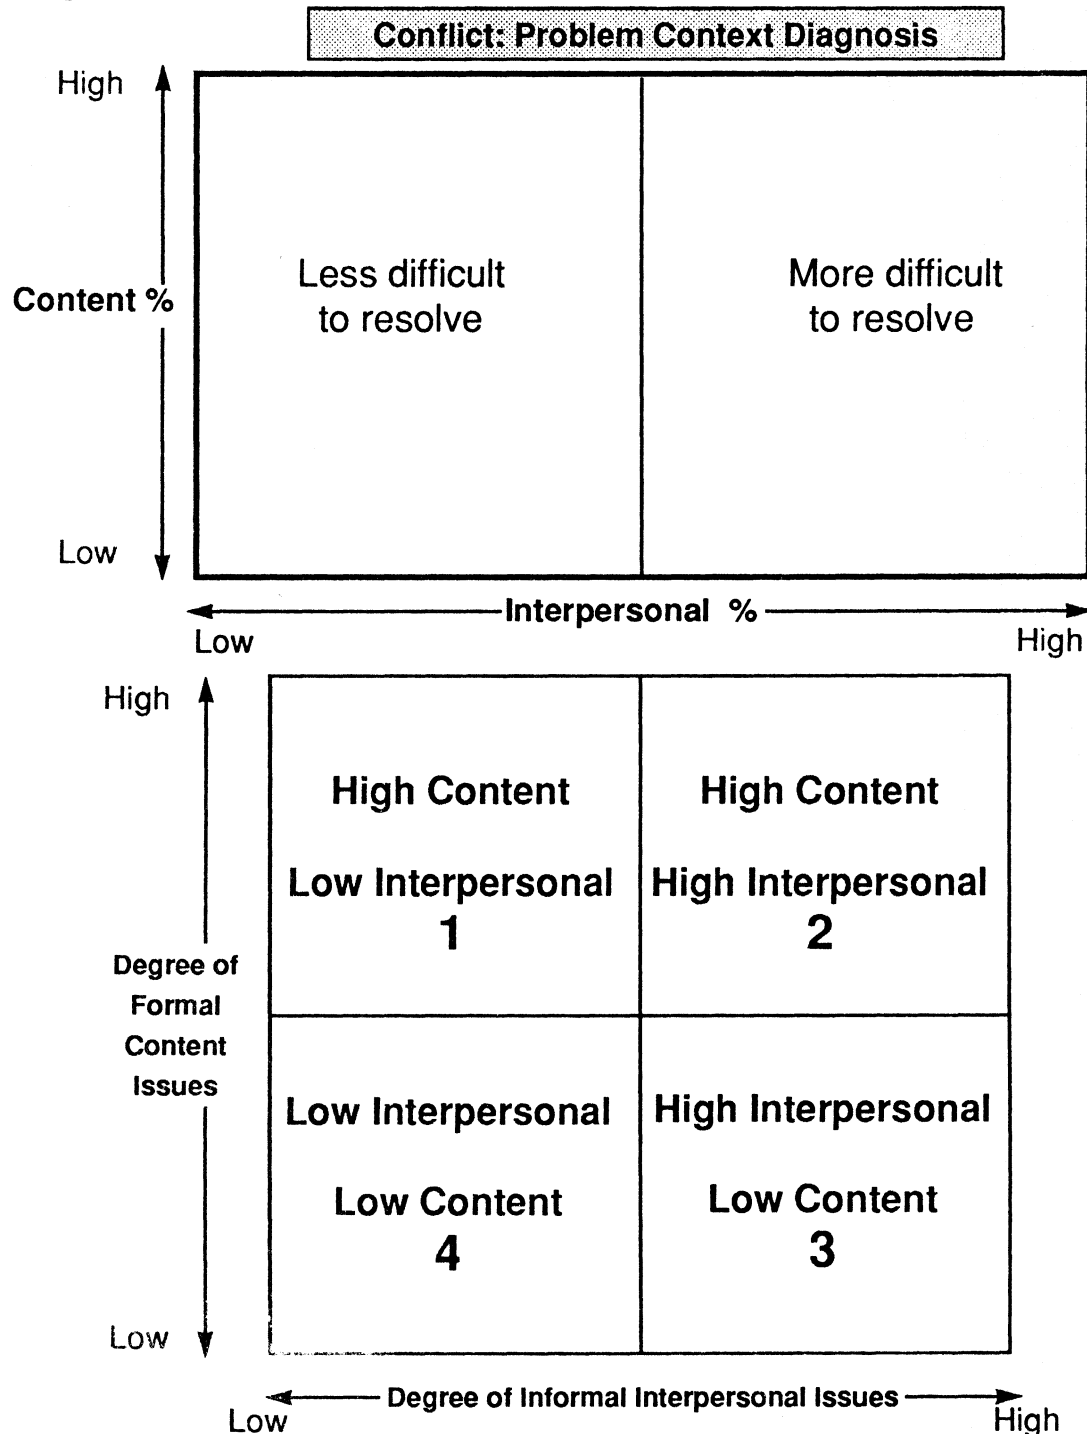 Conflict: Problem Context Diagnosis
High
Less difficult
to resolve
More difficult
to resolve
Content %
Low
Interpersonal %
Low
High
High
High Content
Low Interpersonal
1
High Content
High Interpersonal
2
Degree of
Formal
Content
Issues
Low Interpersonal
Low Content
4
High Interpersonal
Low Content
3
Low
Degree of Informal Interpersonal Issues
Low
High